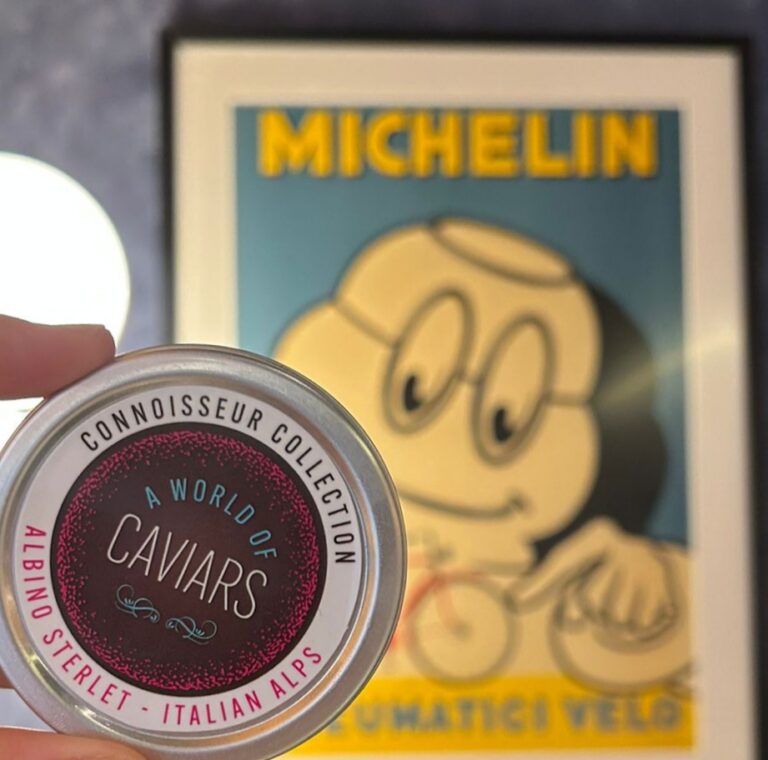 MICHELIN
CONNOISSEUR COLLECTION
A WORLD OF
CAVIARS
ALBINO STERLET - ITALIAN ALPS
VELO